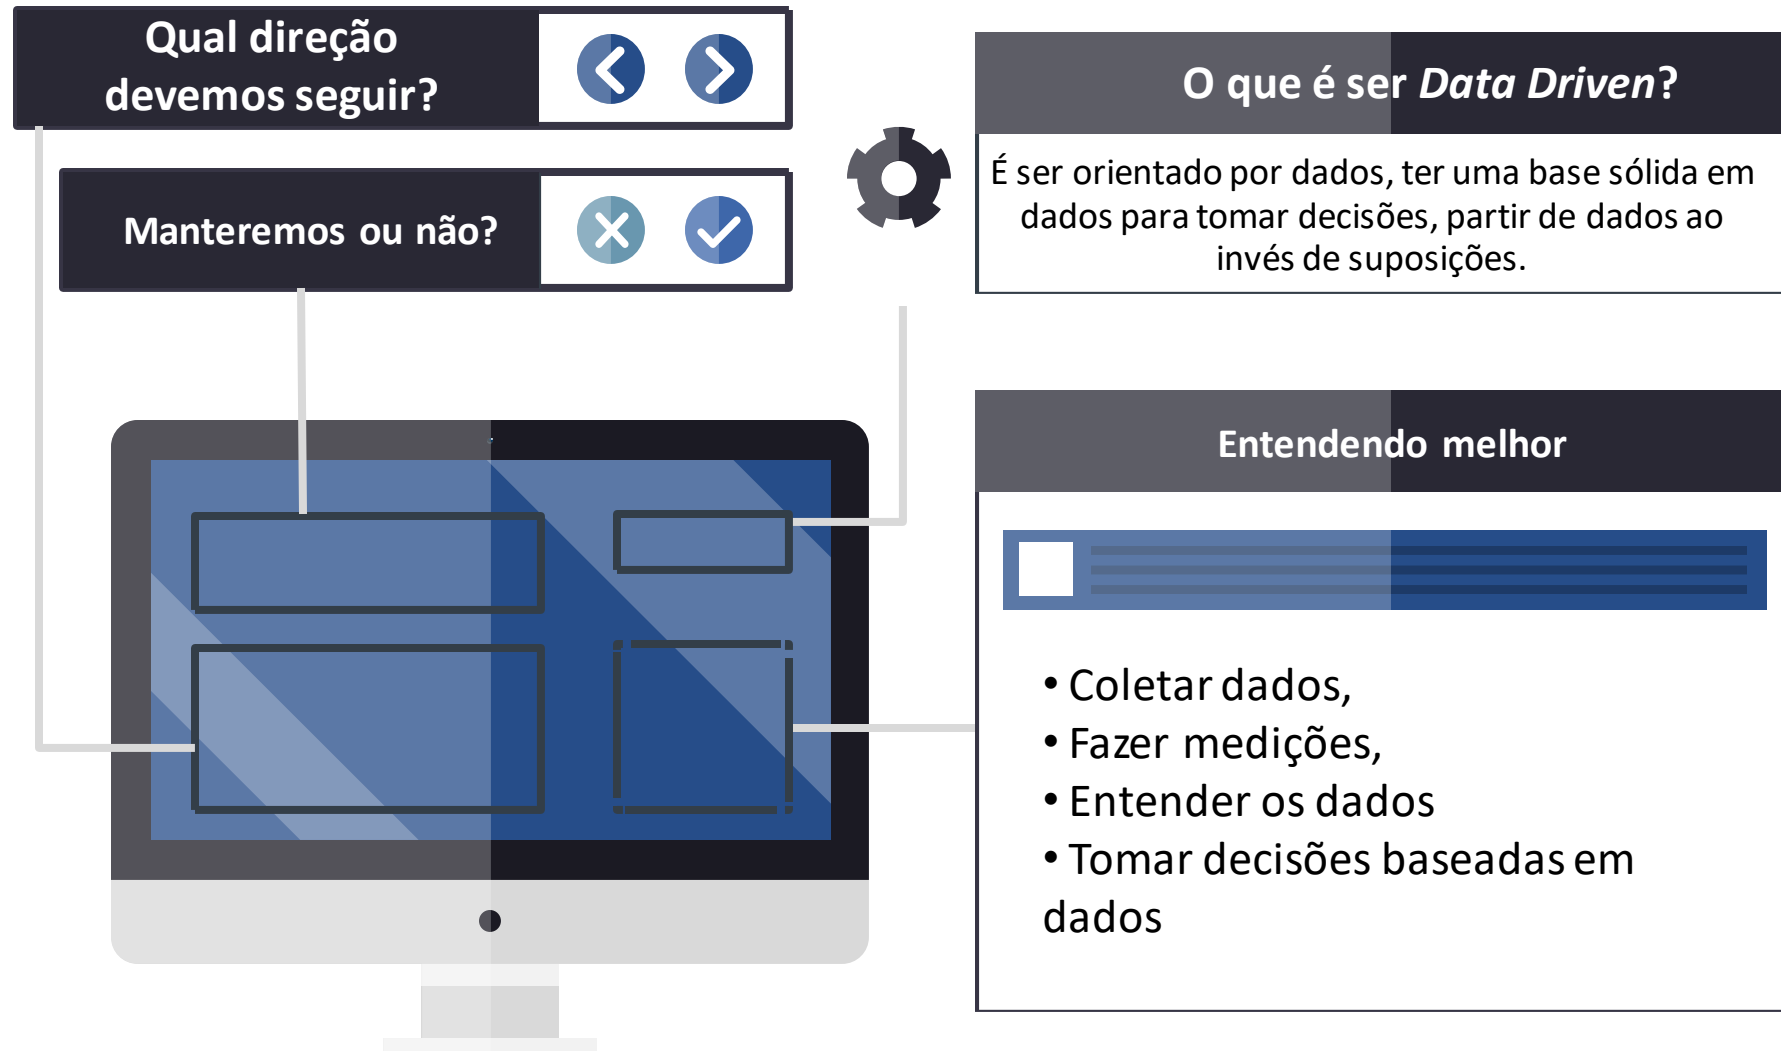 Qual direção
devemos seguir?
Manteremos ou não?
O que é ser Data Driven?
É ser orientado por dados, ter uma base sólida em
dados para tomar decisões, partir de dados ao
invés de suposições.
Entendendo melhor
• Coletar dados,
• Fazer medições,
• Entender os dados
• Tomar decisões baseadas em
dados